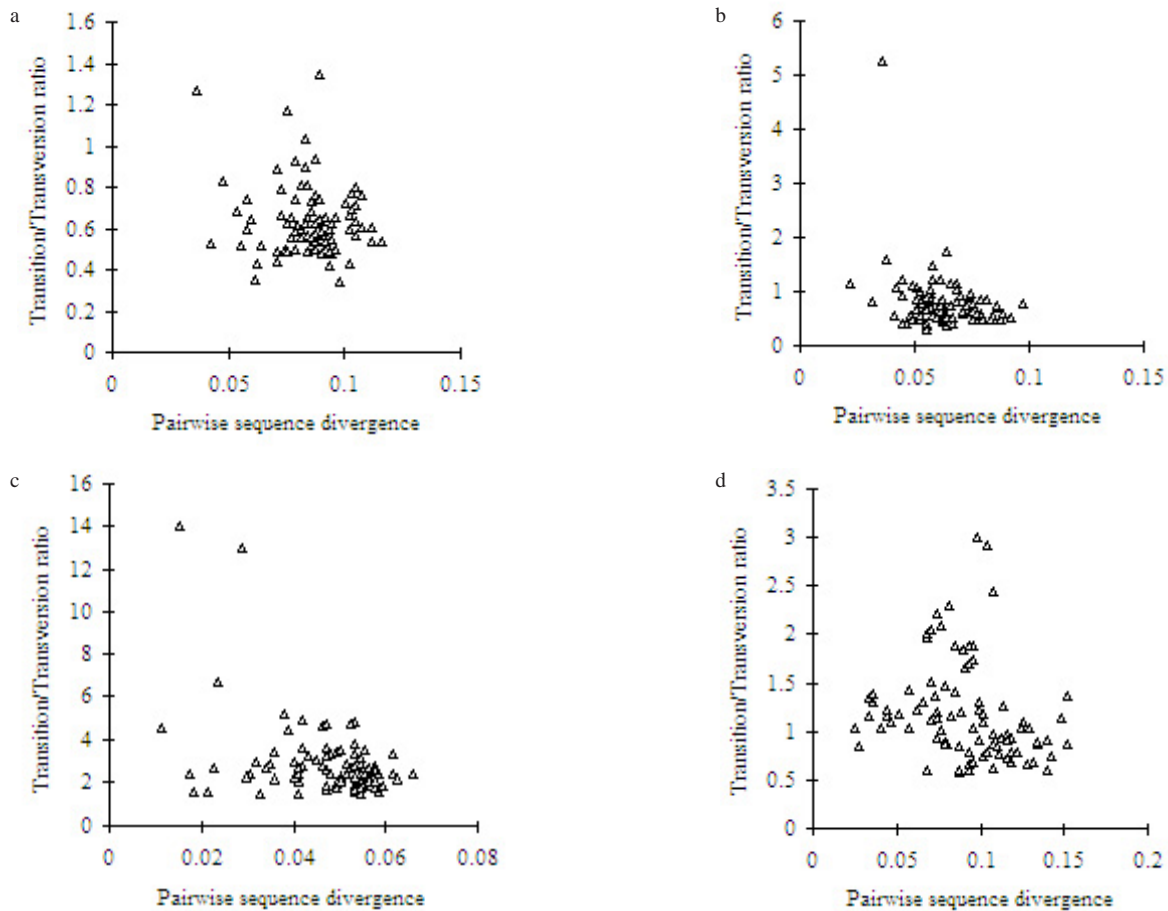 a
1.6
1.4
1.2
1
0.8
0.6
0.4
0.2
0
Transition/Transversion ratio
0 0.05 0.1 0.15
Pairwise sequence divergence
b
6
5
4
3
2
1
0
Transition/Transversion ratio
0 0.05 0.1 0.15
Pairwise sequence divergence
c
16
14
12
10
8
6
4
2
0
Transition/Transversion ratio
0 0.02 0.04 0.06 0.08
Pairwise sequence divergence
d
3.5
3
2.5
2
1.5
1
0.5
0
Transition/Transversion ratio
0 0.05 0.1 0.15 0.2
Pairwise sequence divergence